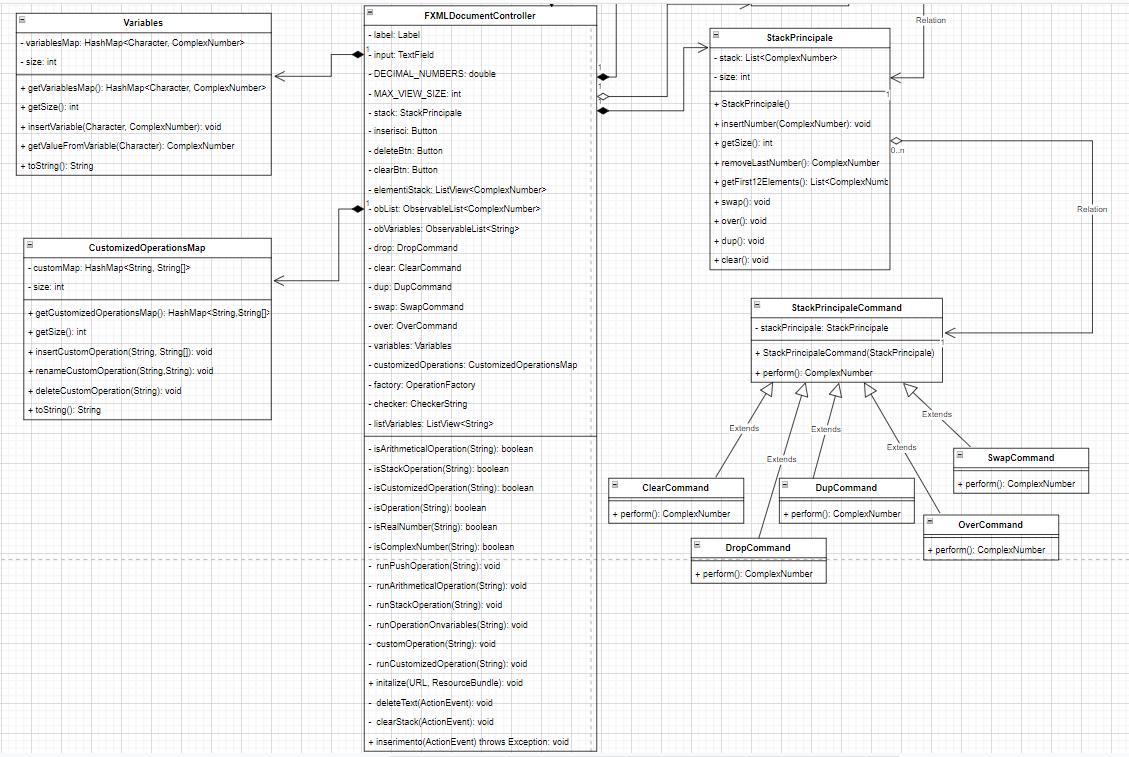 Variables
- variablesMap: HashMap<Character, ComplexNumber>
- size: int
+ getVariablesMap(): HashMap<Character, ComplexNumber>
+ getSize(): int
+ insertVariable(Character, ComplexNumber): void
+ getValueFromVariable(Character): ComplexNumber
+ toString(): String
1
1
CustomizedOperationsMap
- customMap: HashMap<String, String[]>
- size: int
+ getCustomizedOperationsMap(): HashMap<String,String[]>
+ getSize(): int
+ insertCustomOperation(String, String[]): void
+ renameCustomOperation(String,String): void
+ deleteCustomOperation(String): void
+ toString(): String
FXMLDocumentController
- label: Label
- input: TextField
- DECIMAL_NUMBERS: double
- MAX_VIEW_SIZE: int
- stack: StackPrincipale
- inserisci: Button
- deleteBtn: Button
- clearBtn: Button
- elementiStack: ListView<ComplexNumber>
- obList: ObservableList<ComplexNumber>
- obVariables: ObservableList<String>
- drop: DropCommand
- clear: ClearCommand
- dup: DupCommand
- swap: SwapCommand
- over: OverCommand
- variables: Variables
- customizedOperations: CustomizedOperationsMap
- factory: OperationFactory
- checker: CheckerString
- listVariables: ListView<String>
- isArithmeticalOperation(String): boolean
- isStackOperation(String): boolean
- isCustomizedOperation(String): boolean
- isOperation(String): boolean
- isRealNumber(String): boolean
- isComplexNumber(String): boolean
- runPushOperation(String): void
- runArithmeticalOperation(String): void
- runStackOperation(String): void
- runOperationOnvariables(String): void
- customOperation(String): void
- runCustomizedOperation(String): void
+ initalize(URL, ResourceBundle): void
- deleteText(ActionEvent): void
- clearStack(ActionEvent): void
+ inserimento(ActionEvent) throws Exception: void
1
1
1
Relation
StackPrincipale
- stack: List<ComplexNumber>
- size: int
1
+ StackPrincipale()
+ insertNumber(ComplexNumber): void
+ getSize(): int
+ removeLastNumber(): ComplexNumber
+ getFirst12Elements(): List<ComplexNumb
+ swap(): void
+ over(): void
+ dup(): void
+ clear(): void
0..n
Relation
StackPrincipaleCommand
- stackPrincipale: StackPrincipale
1
+ StackPrincipaleCommand(StackPrincipale)
+ perform(): ComplexNumber
Extends
Extends
Extends
Extends
Extends
SwapCommand
+ perform(): ComplexNumber
ClearCommand
+ perform(): ComplexNumber
DupCommand
+ perform(): ComplexNumber
OverCommand
+ perform(): ComplexNumber
DropCommand
+ perform(): ComplexNumber